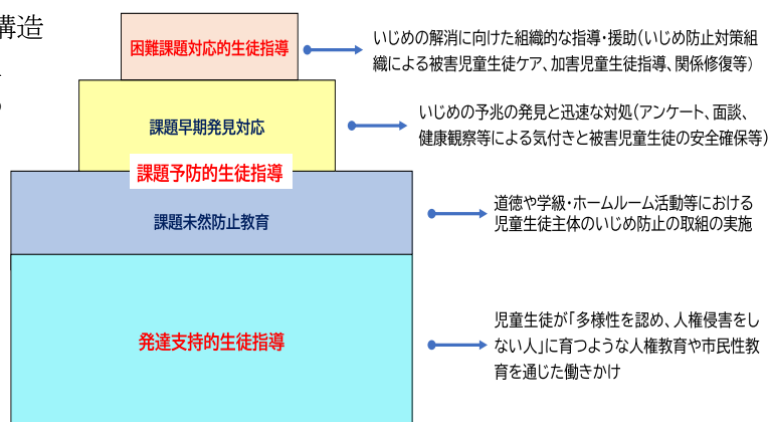 構造
困難課題対応的生徒指導
いじめの解消に向けた組織的な指導・援助(いじめ防止対策組
織による被害児童生徒ケア、加害児童生徒指導、関係修復等)
課題早期発見対応
いじめの予兆の発見と迅速な対処(アンケート、面談、
健康観察等による気付きと被害児童生徒の安全確保等)
課題予防的生徒指導
課題未然防止教育
道徳や学級・ホームルーム活動等における
児童生徒主体のいじめ防止の取組の実施
発達支持的生徒指導
児童生徒が「多様性を認め、人権侵害をし
ない人」に育つような人権教育や市民性教
育を通じた働きかけ